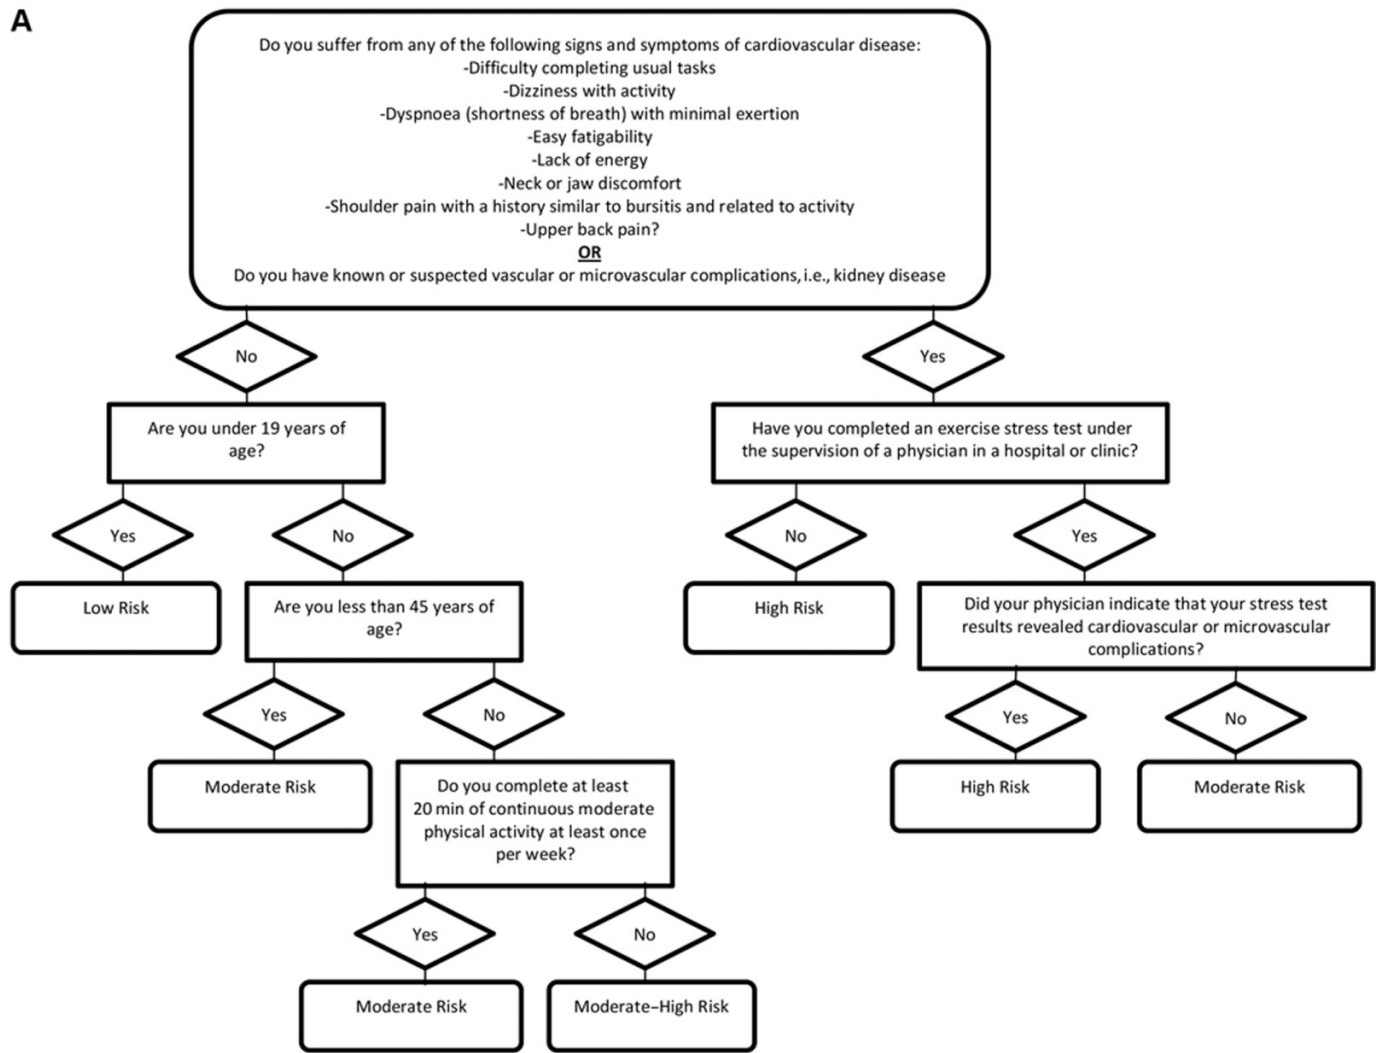 A
Do you suffer from any of the following signs and symptoms of cardiovascular disease:
-Difficulty completing usual tasks
-Dizziness with activity
-Dyspnoea (shortness of breath) with minimal exertion
-Easy fatigability
-Lack of energy
-Neck or jaw discomfort
-Shoulder pain with a history similar to bursitis and related to activity
-Upper back pain?
OR
Do you have known or suspected vascular or microvascular complications, i.e., kidney disease
No
Yes
Are you under 19 years of
age?
Have you completed an exercise stress test under
the supervision of a physician in a hospital or clinic?
Yes
No
No
Yes
Low Risk
Are you less than 45 years of
age?
High Risk
Did your physician indicate that your stress test
results revealed cardiovascular or microvascular
complications?
Yes
No
Yes
No
Moderate Risk
Do you complete at least
20 min of continuous moderate
physical activity at least once
per week?
High Risk
Moderate Risk
Yes
No
Moderate Risk
Moderate–High Risk